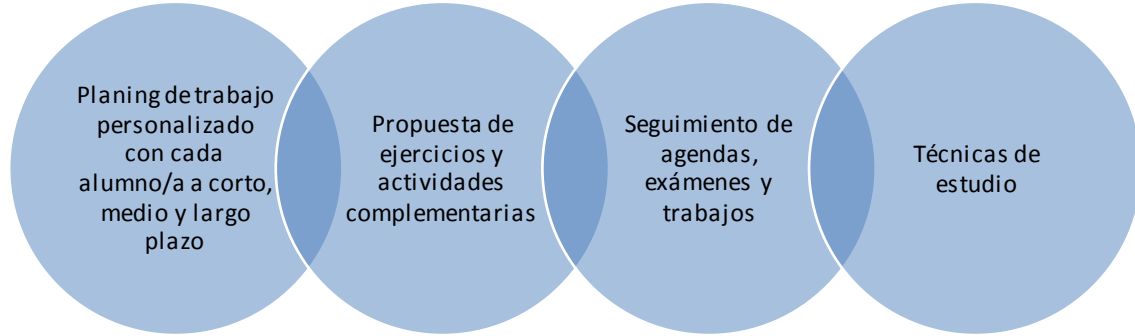 Planing de trabajo
personalizado
con cada
alumno/a a corto,
medio y largo
plazo
Propuesta de
ejercicios y
actividades
complementarias
Seguimiento de
agendas,
exámenes y
trabajos
Técnicas de
estudio